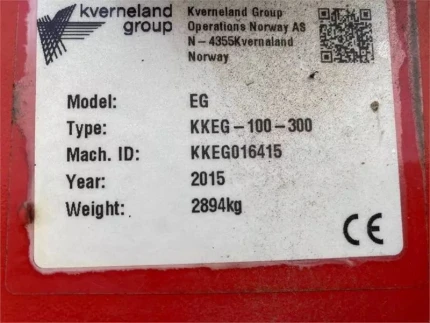 kverneland
group
Kverneland Group
Operations Norway AS
N-4355Kvernaland
Norway
Model: EG
Type: KKEG-100-300
Mach. ID: KKEG016415
Year: 2015
Weight: 2894kg
CE